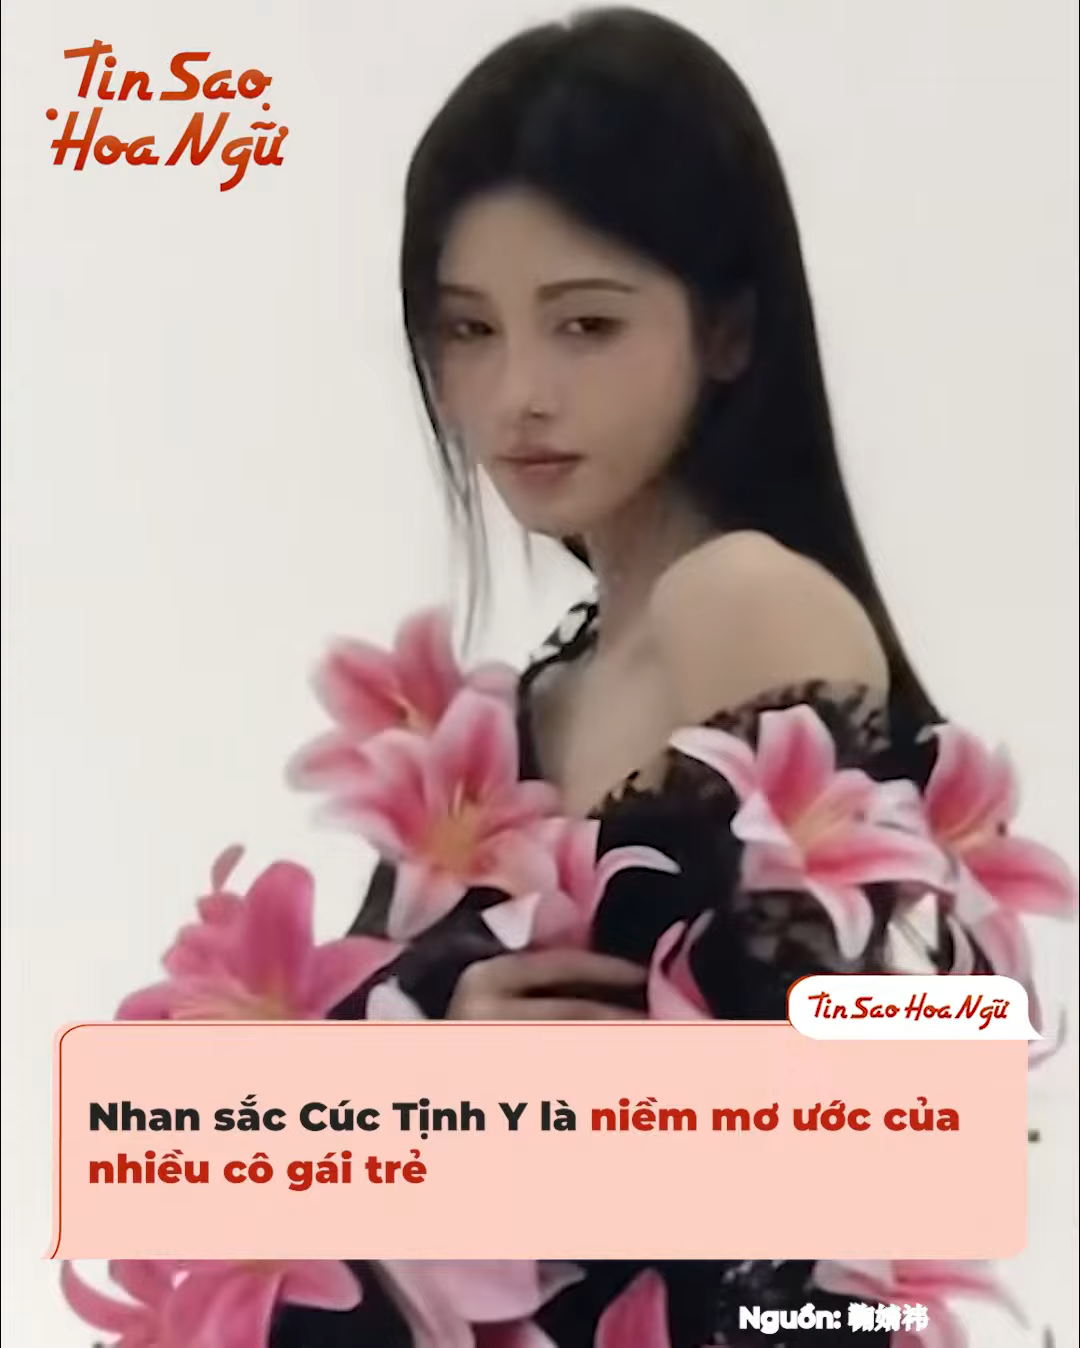 Tin Sao
Hoa Ngữ
Tin Sao Hoa Ngữ
Nhan sắc Cúc Tịnh Y là niềm mơ ước của
nhiều cô gái trẻ
Nguồn: 鞠婧祎